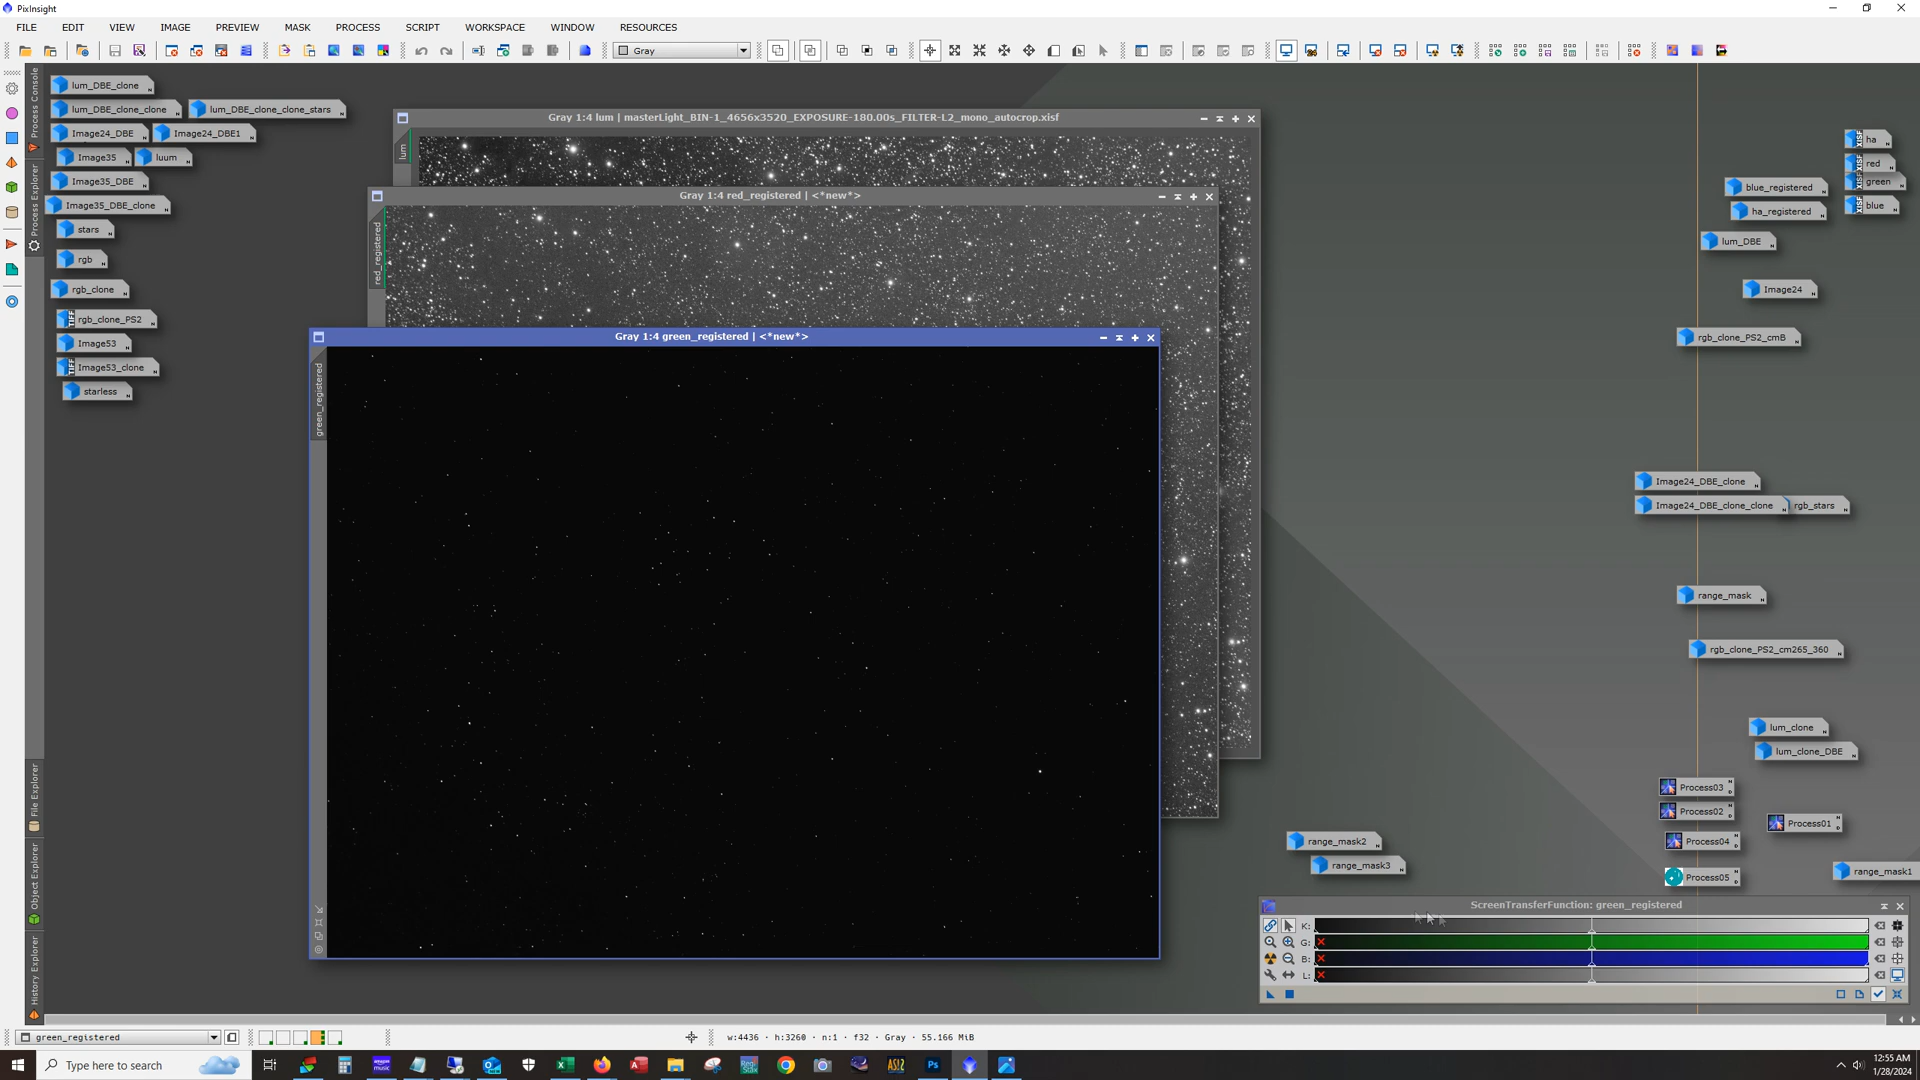 PixInsight
FILE EDIT VIEW IMAGE PREVIEW MASK PROCESS SCRIPT WORKSPACE WINDOW RESOURCES
Gray
Process Console
Process Explorer
File Explorer
Object Explorer
History Explorer
lum_DBE_clone
lum_DBE_clone_clone
lum_DBE_clone_clone_stars
Image24_DBE
Image24_DBE1
Image35
luum
Image35_DBE
Image35_DBE_clone
stars
rgb
rgb_clone
rgb_clone_PS2
Image53
Image53_clone
starless
Gray 1:4 lum | masterLight_BIN-1_4656x3520_EXPOSURE-180.00s_FILTER-L2_mono_autocrop.xisf
lum
Gray 1:4 red_registered | <*new*>
red_registered
Gray 1:4 green_registered | <*new*>
green_registered
ha
red
green
blue
blue_registered
ha_registered
lum_DBE
Image24
rgb_clone_PS2_cmB
Image24_DBE_clone
Image24_DBE_clone_clone
rgb_stars
range_mask
rgb_clone_PS2_cm265_360
lum_clone
lum_clone_DBE
Process03
Process02
Process01
Process04
Process05
range_mask2
range_mask3
range_mask1
ScreenTransferFunction: green_registered
K:
G:
B:
L:
green_registered
w:4436 · h:3260 · n:1 · f32 · Gray · 55.166 MiB
Type here to search
12:55 AM
1/28/2024